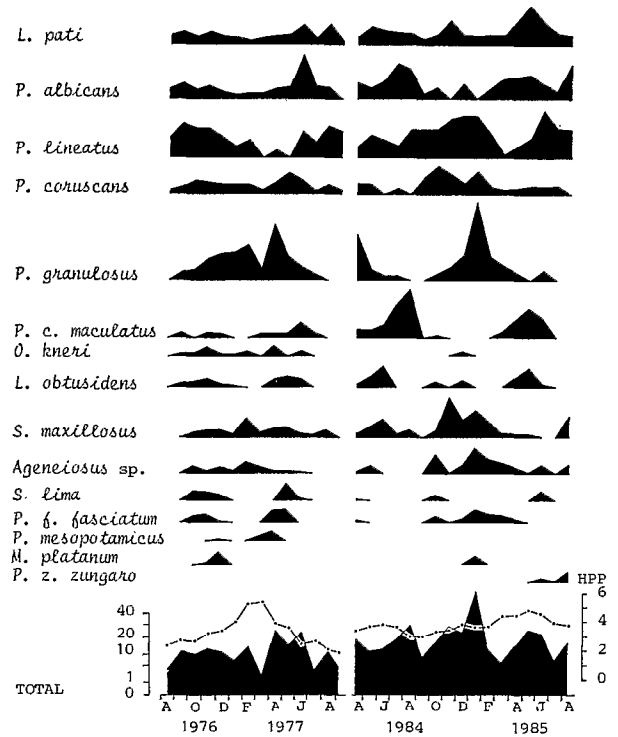 L. pati
P. albicans
P. lineatus
P. coruscans
P. granulosus
P. c. maculatus
O. kneri
L. obtusidens
S. maxillosus
Ageneiosus sp.
S. lima
P. f. fasciatum
P. mesopotamicus
M. platanum
P. z. zungaro
HPP
40
20
10
1
0
6
4
2
0
TOTAL
A O D F A J A A J A O D F A J A
1976 1977 1984 1985